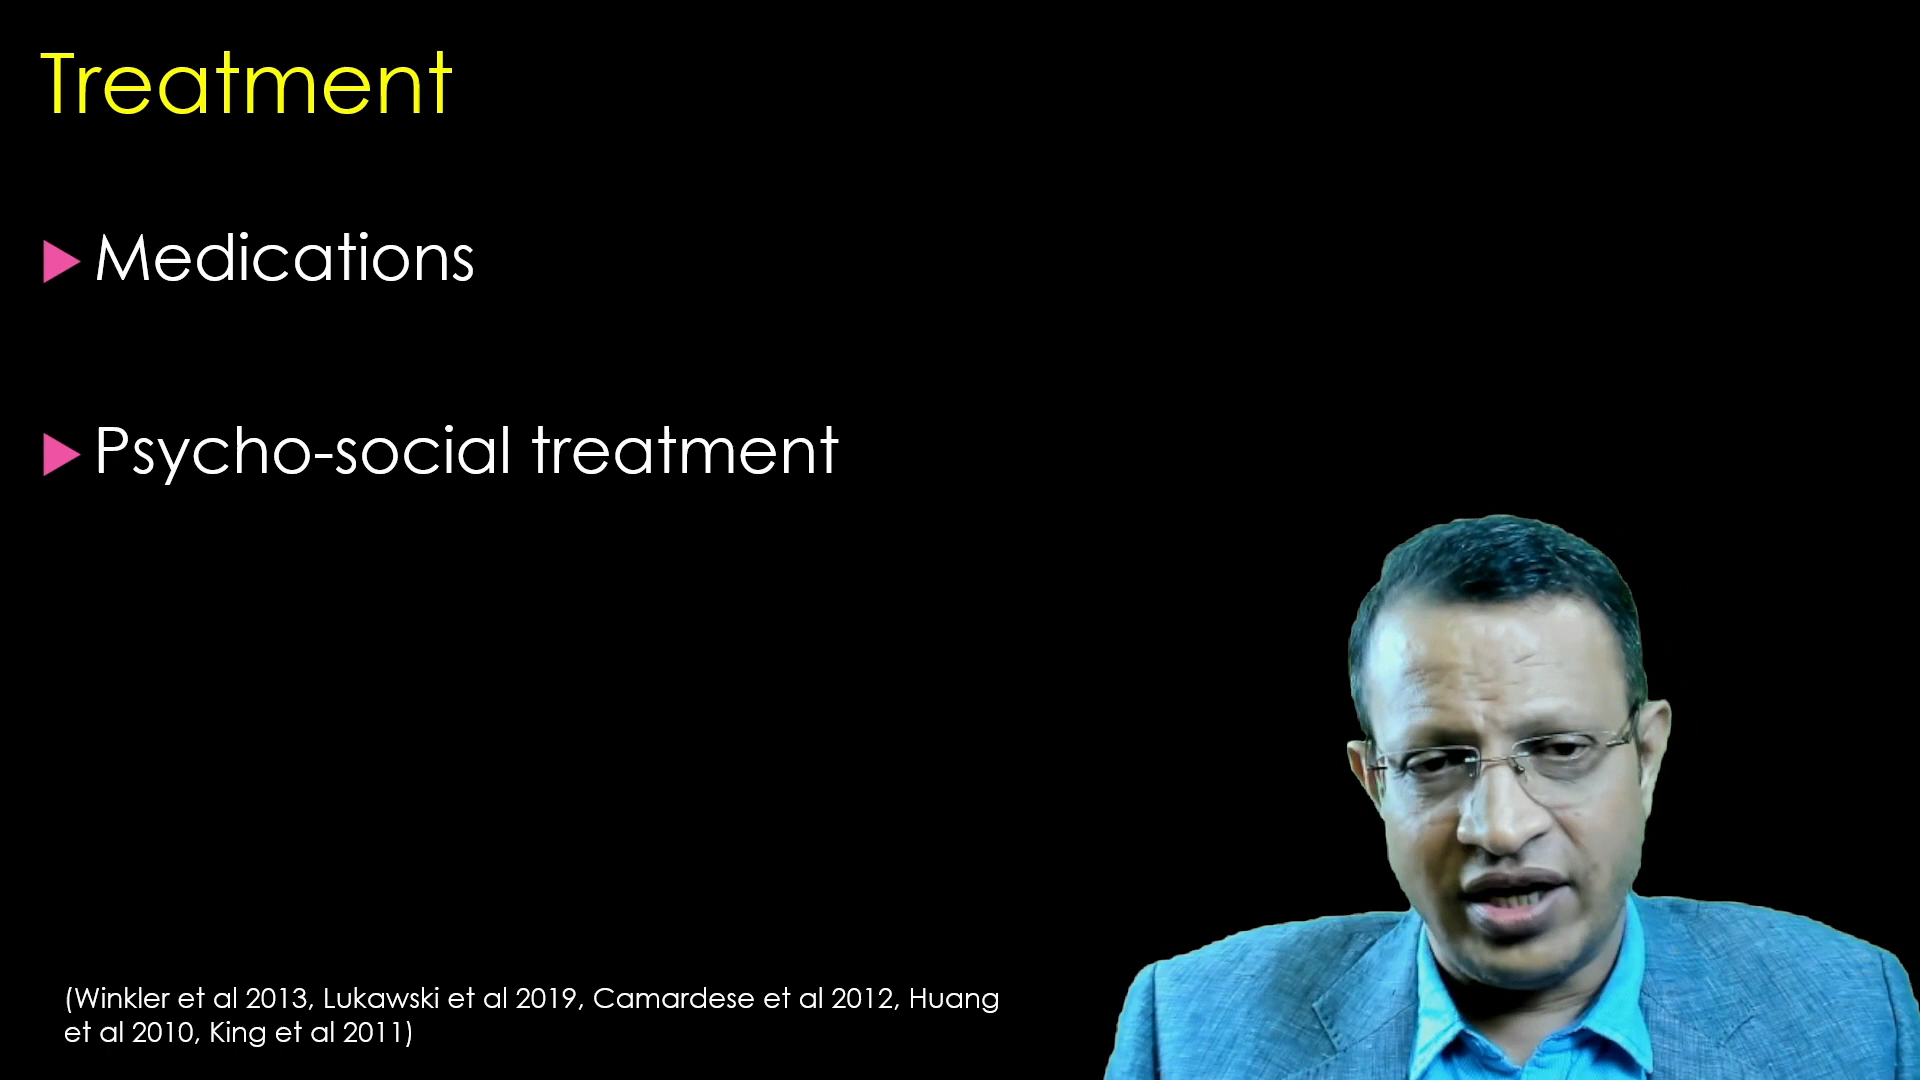 Treatment
Medications
Psycho-social treatment
(Winkler et al 2013, Lukawski et al 2019, Camardese et al 2012, Huang
et al 2010, King et al 2011)